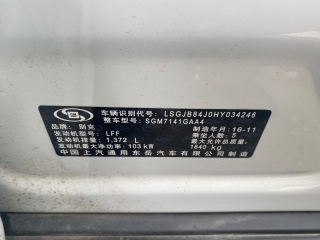 车辆识别代号: LSGJB84J0HY034246
整车型号: SGM7141GAA4
品牌: 别克 制造年月: 16-11
发动机型号: LFF 乘坐人数: 5
发动机排量: 1.372 L 最大允许总质量:
发动机最大净功率: 103 kW 1640 kg
中国上汽通用东岳汽车有限公司